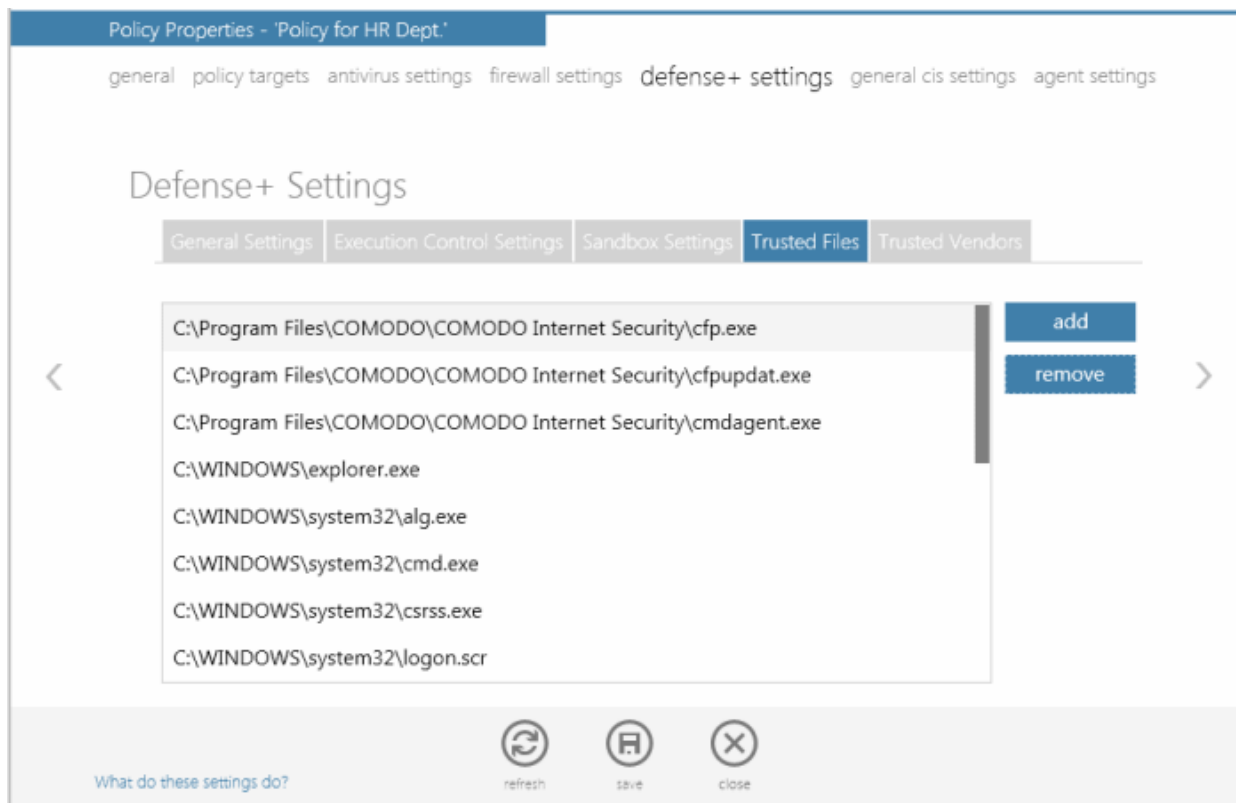 Policy Properties - 'Policy for HR Dept.'
general policy targets antivirus settings firewall settings defense+ settings general cis settings agent settings
Defense+ Settings
General Settings Execution Control Settings Sandbox Settings Trusted Files Trusted Vendors
C:\Program Files\COMODO\COMODO Internet Security\cfp.exe
add
C:\Program Files\COMODO\COMODO Internet Security\cfpupdat.exe
remove
C:\Program Files\COMODO\COMODO Internet Security\cmdagent.exe
C:\WINDOWS\explorer.exe
C:\WINDOWS\system32\alg.exe
C:\WINDOWS\system32\cmd.exe
C:\WINDOWS\system32\csrss.exe
C:\WINDOWS\system32\logon.scr
What do these settings do?
refresh save close